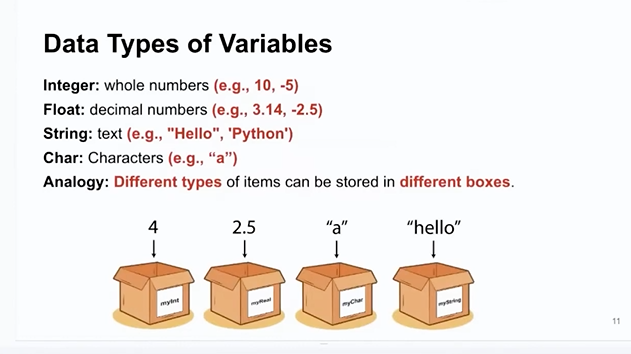 Data Types of Variables
Integer: whole numbers (e.g., 10, -5)
Float: decimal numbers (e.g., 3.14, -2.5)
String: text (e.g., "Hello", 'Python')
Char: Characters (e.g., “a”)
Analogy: Different types of items can be stored in different boxes.
4 2.5 “a” “hello”
myInt myReal myChar myString
11